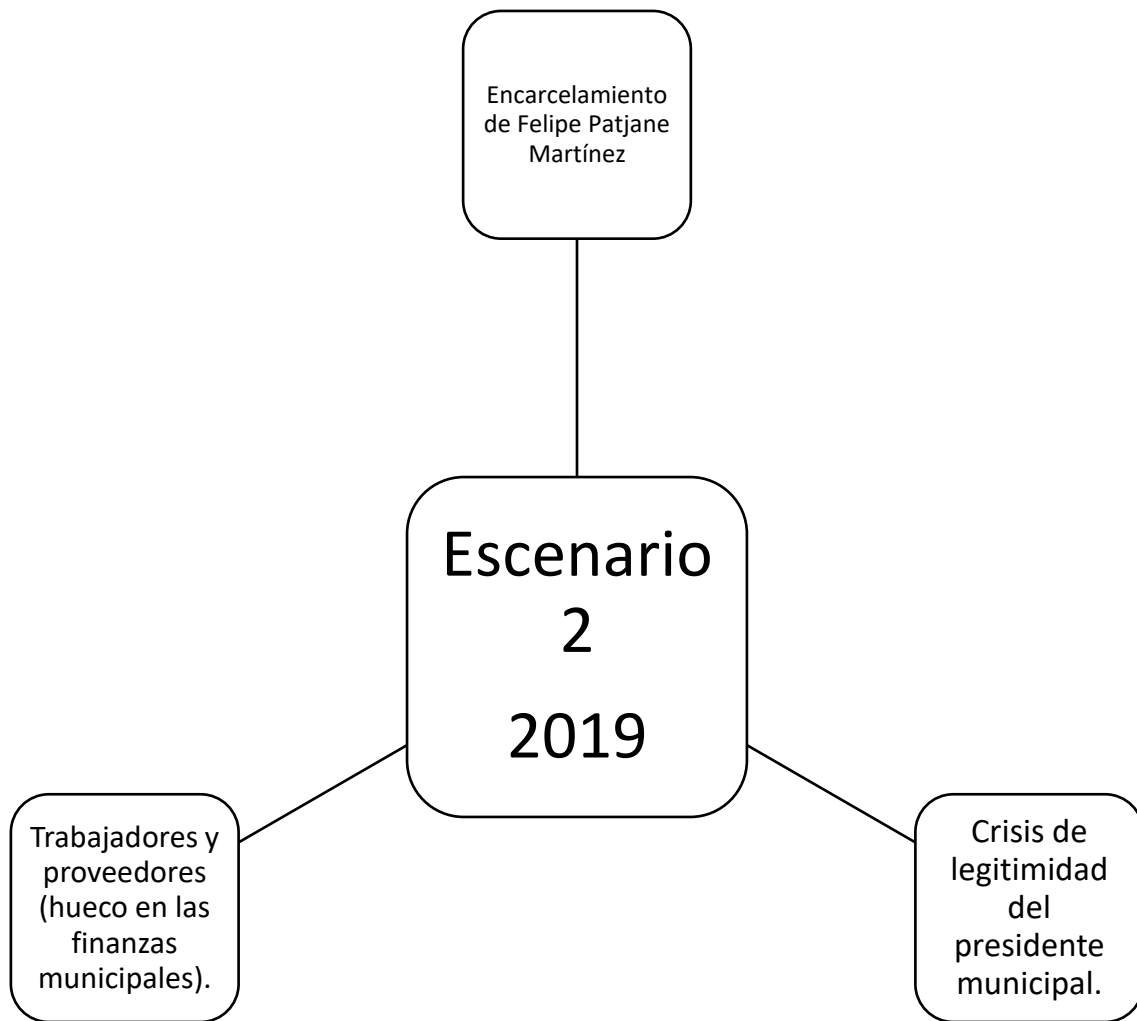 Encarcelamiento
de Felipe Patjane
Martínez
Escenario
2
2019
Trabajadores y
proveedores
(hueco en las
finanzas
municipales).
Crisis de
legitimidad
del
presidente
municipal.